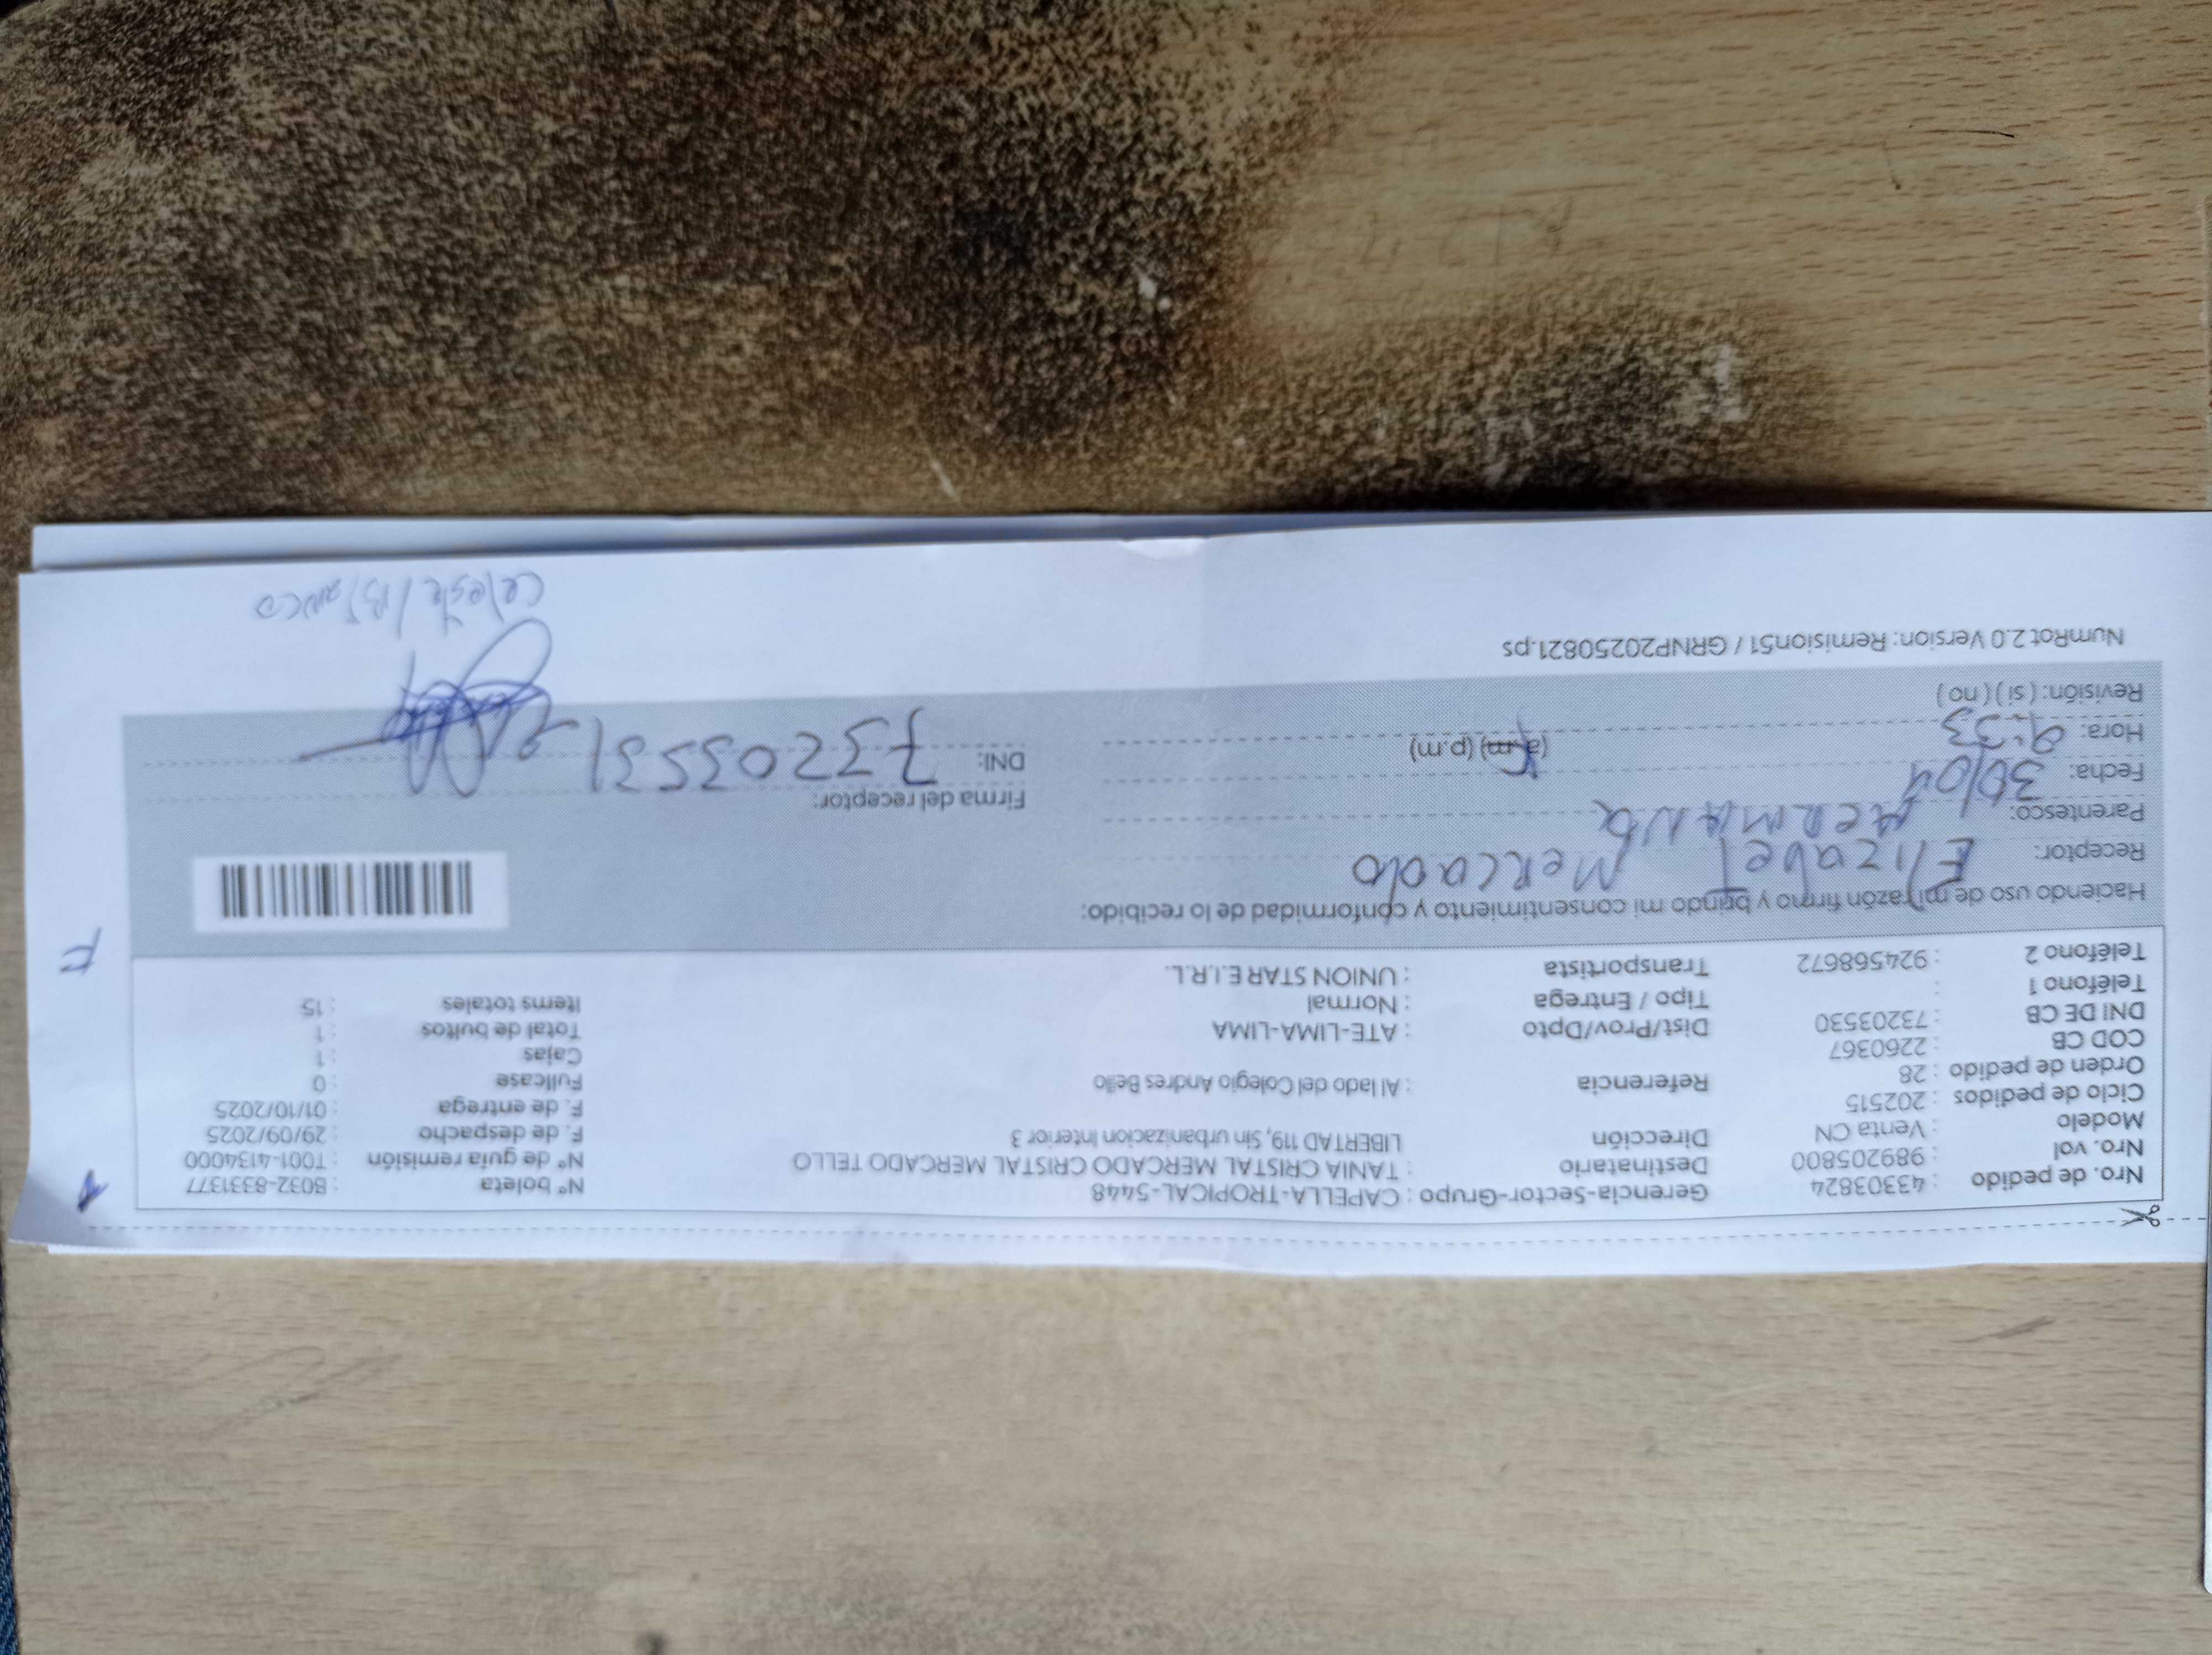 Nro. de pedido : 43303824 Gerencia-Sector-Grupo : CAPELLA-TROPICAL-5448 N° boleta : B032-8331377
Nro. vol : 989205800 Destinatario : TANIA CRISTAL MERCADO CRISTAL MERCADO TELLO N° de guia remisión : T001-4134000
Modelo : Venta CN Dirección LIBERTAD 119, Sin urbanizacion Interior 3 F. de despacho : 29/09/2025
Ciclo de pedidos : 202515 F. de entrega : 01/10/2025
Orden de pedido : 28 Referencia : Al lado del Colegio Andres Bello Fullcase : 0
COD CB : 2260367 Cajas : 1
DNI DE CB : 73203530 Dist/Prov/Dpto : ATE-LIMA-LIMA Total de bultos : 1
Teléfono 1 : Tipo / Entrega : Normal Items totales : 15
Teléfono 2 : 924568672 Transportista : UNION STAR E.I.R.L.
F
Haciendo uso de mi razón firmo y brindo mi consentimiento y conformidad de lo recibido:
Receptor: Elizabet Mercado
Parentesco: HERMANA Firma del receptor:
Fecha: 30/09 DNI: 73203531
Hora: 9:33 (a.m) (p.m)
Revisión: ( si ) ( no )
NumRot 2.0 Version: Remision51 / GRNP20250821.ps
Celeste / Blanco